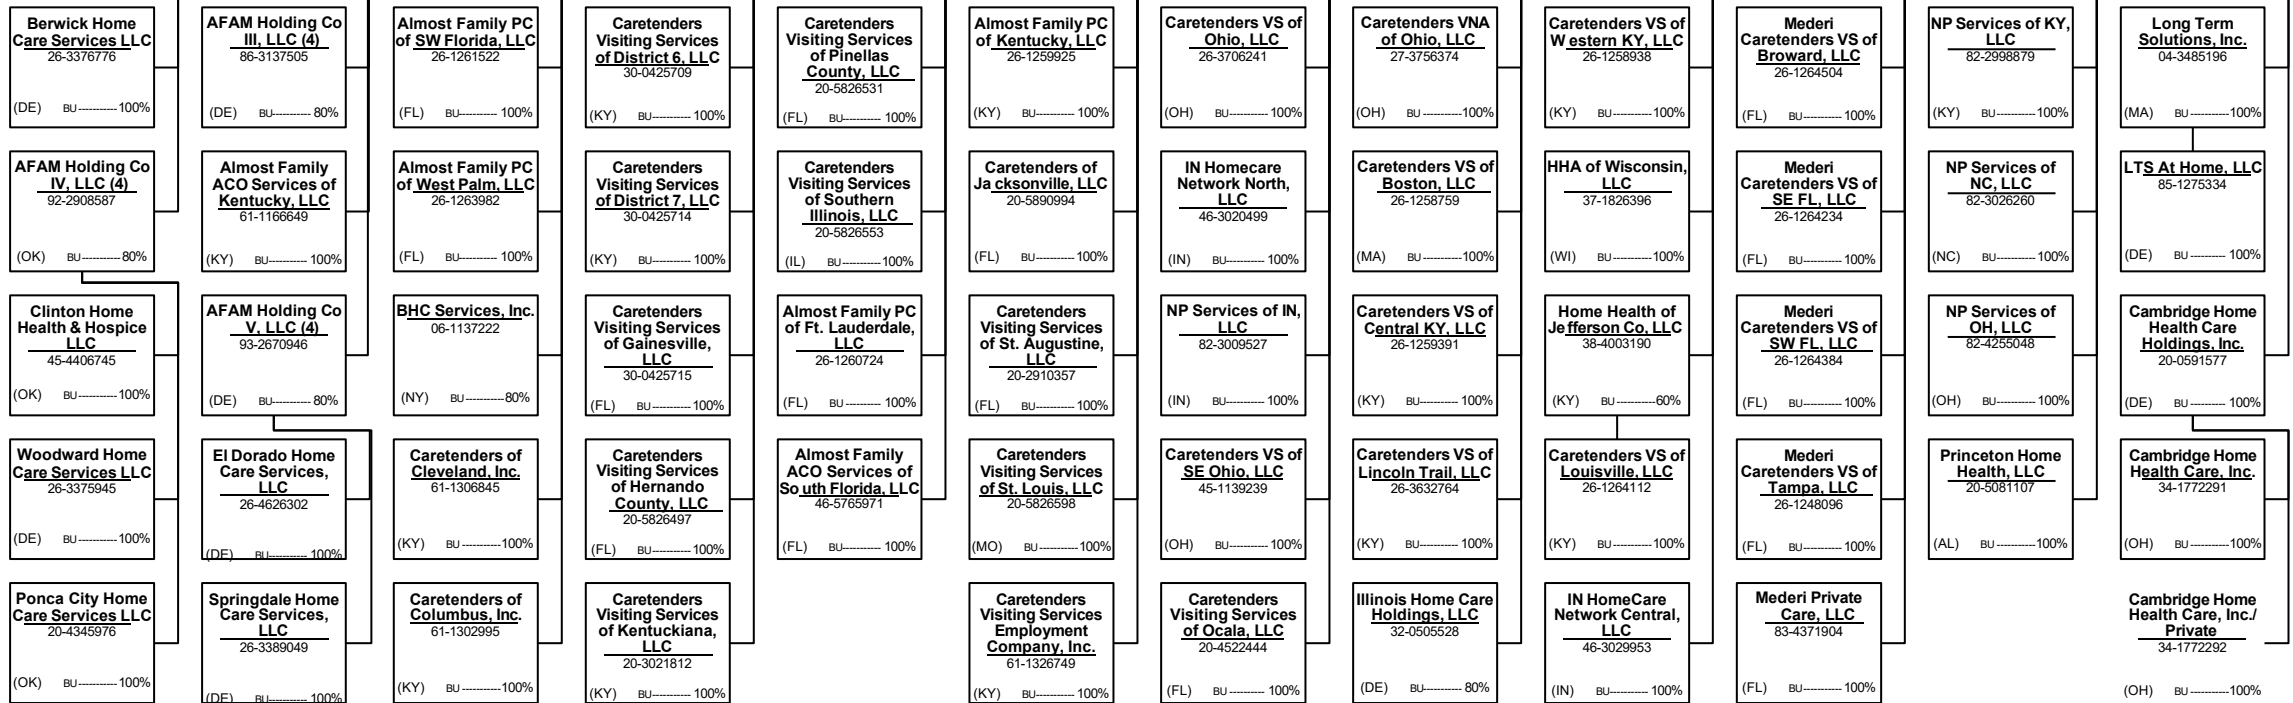 Berwick Home
Care Services LLC
26-3376776
(DE) BU-----------100%
AFAM Holding Co
III, LLC (4)
86-3137505
(DE) BU----------- 80%
Almost Family PC
of SW Florida, LLC
26-1261522
(FL) BU----------- 100%
Caretenders
Visiting Services
of District 6, LLC
30-0425709
(KY) BU----------- 100%
Caretenders
Visiting Services
of Pinellas
County, LLC
20-5826531
(FL) BU----------- 100%
Almost Family PC
of Kentucky, LLC
26-1259925
(KY) BU----------- 100%
Caretenders VS of
Ohio, LLC
26-3706241
(OH) BU-----------100%
Caretenders VNA
of Ohio, LLC
27-3756374
(OH) BU-----------100%
Caretenders VS of
Western KY, LLC
26-1258938
(KY) BU-----------100%
Mederi
Caretenders VS of
Broward, LLC
26-1264504
(FL) BU----------- 100%
NP Services of KY,
LLC
82-2998879
(KY) BU----------- 100%
Long Term
Solutions, Inc.
04-3485196
(MA) BU-----------100%
AFAM Holding Co
IV, LLC (4)
92-2908587
(OK) BU-----------80%
Almost Family
ACO Services of
Kentucky, LLC
61-1166649
(KY) BU----------- 100%
Almost Family PC
of West Palm, LLC
26-1263982
(FL) BU----------- 100%
Caretenders
Visiting Services
of District 7, LLC
30-0425714
(KY) BU----------- 100%
Caretenders
Visiting Services
of Southern
Illinois, LLC
20-5826553
(IL) BU----------- 100%
Caretenders of
Jacksonville, LLC
20-5890994
(FL) BU----------- 100%
IN Homecare
Network North,
LLC
46-3020499
(IN) BU----------- 100%
Caretenders VS of
Boston, LLC
26-1258759
(MA) BU-----------100%
HHA of Wisconsin,
LLC
37-1826396
(WI) BU-----------100%
Mederi
Caretenders VS of
SE FL, LLC
26-1264234
(FL) BU----------- 100%
NP Services of
NC, LLC
82-3026260
(NC) BU-----------100%
LTS At Home, LLC
85-1275334
(DE) BU-----------100%
Clinton Home
Health & Hospice
LLC
45-4406745
(OK) BU-----------100%
AFAM Holding Co
V, LLC (4)
93-2670946
(DE) BU----------- 80%
BHC Services, Inc.
06-1137222
(NY) BU-----------80%
Caretenders
Visiting Services
of Gainesville,
LLC
30-0425715
(FL) BU-----------100%
Almost Family PC
of Ft. Lauderdale,
LLC
26-1260724
(FL) BU----------- 100%
Caretenders
Visiting Services
of St. Augustine,
LLC
20-2910357
(FL) BU-----------100%
NP Services of IN,
LLC
82-3009527
(IN) BU----------- 100%
Caretenders VS of
Central KY, LLC
26-1259391
(KY) BU----------- 100%
Home Health of
Jefferson Co, LLC
38-4003190
(KY) BU-----------60%
Mederi
Caretenders VS of
SW FL, LLC
26-1264384
(FL) BU----------- 100%
NP Services of
OH, LLC
82-4255048
(OH) BU----------- 100%
Cambridge Home
Health Care
Holdings, Inc.
20-0591577
(DE) BU----------- 100%
Woodward Home
Care Services LLC
26-3375945
(DE) BU-----------100%
El Dorado Home
Care Services,
LLC
26-4626302
(DE) BU----------- 100%
Caretenders of
Cleveland, Inc.
61-1306845
(KY) BU-----------100%
Caretenders
Visiting Services
of Hernando
County, LLC
20-5826497
(FL) BU-----------100%
Almost Family
ACO Services of
South Florida, LLC
46-5765971
(FL) BU----------- 100%
Caretenders
Visiting Services
of St. Louis, LLC
20-5826598
(MO) BU-----------100%
Caretenders VS of
SE Ohio, LLC
45-1139239
(OH) BU-----------100%
Caretenders VS of
Lincoln Trail, LLC
26-3632764
(KY) BU----------- 100%
Caretenders VS of
Louisville, LLC
26-1264112
(KY) BU-----------100%
Mederi
Caretenders VS of
Tampa, LLC
26-1248096
(FL) BU----------- 100%
Princeton Home
Health, LLC
20-5081107
(AL) BU-----------100%
Cambridge Home
Health Care, Inc.
34-1772291
(OH) BU-----------100%
Ponca City Home
Care Services LLC
20-4345976
(OK) BU-----------100%
Springdale Home
Care Services,
LLC
26-3389049
(DE) BU----------- 100%
Caretenders of
Columbus, Inc.
61-1302995
(KY) BU-----------100%
Caretenders
Visiting Services
of Kentuckiana,
LLC
20-3021812
(KY) BU----------- 100%
Caretenders
Visiting Services
Employment
Company, Inc.
61-1326749
(KY) BU----------- 100%
Caretenders
Visiting Services
of Ocala, LLC
20-4522444
(FL) BU----------- 100%
Illinois Home Care
Holdings, LLC
32-0505528
(DE) BU----------- 80%
IN HomeCare
Network Central,
LLC
46-3029953
(IN) BU----------- 100%
Mederi Private
Care, LLC
83-4371904
(FL) BU----------- 100%
Cambridge Home
Health Care, Inc./
Private
34-1772292
(OH) BU-----------100%